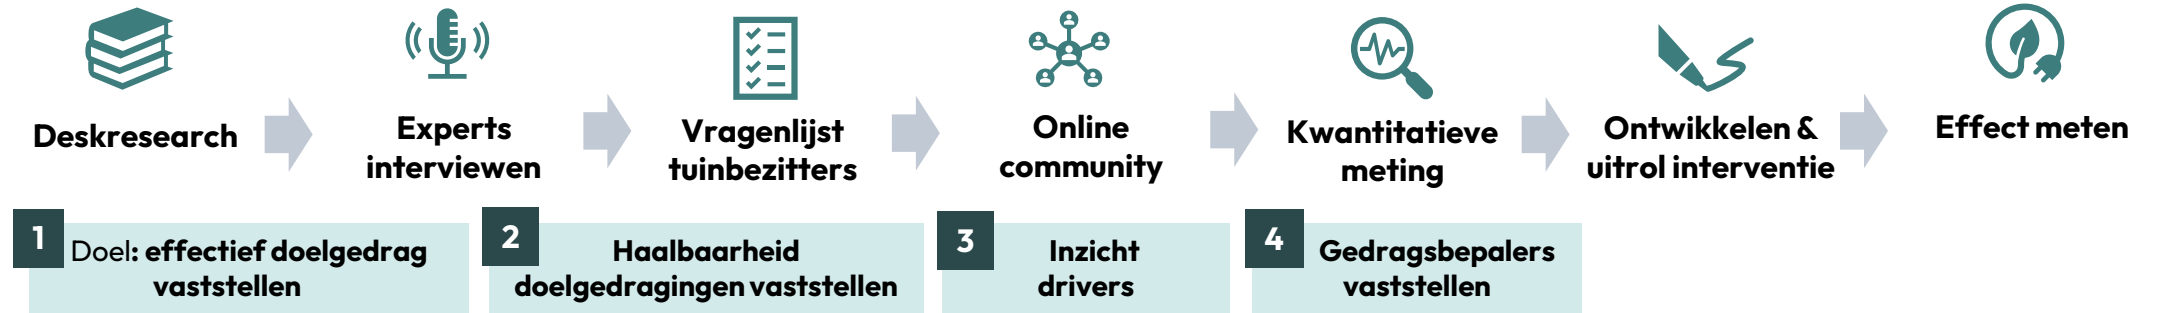 Deskresearch
Experts
interviewen
Vragenlijst
tuinbezitters
Online
community
Kwantitatieve
meting
Ontwikkelen &
uitrol interventie
Effect meten
1
Doel: effectief doelgedrag
vaststellen
2
Haalbaarheid
doelgedragingen vaststellen
3
Inzicht
drivers
4
Gedragsbepalers
vaststellen